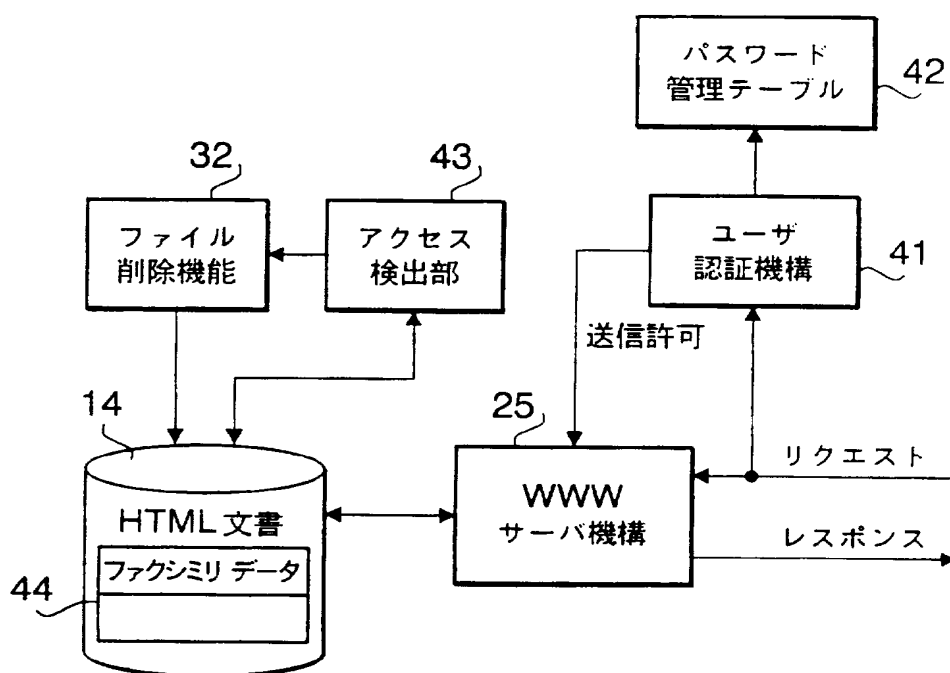 パスワード
管理テーブル
42
32
43
ファイル
削除機能
アクセス
検出部
ユーザ
認証機構
41
送信許可
14
25
リクエスト
WWW
サーバ機構
HTML文書
レスポンス
ファクシミリ データ
44